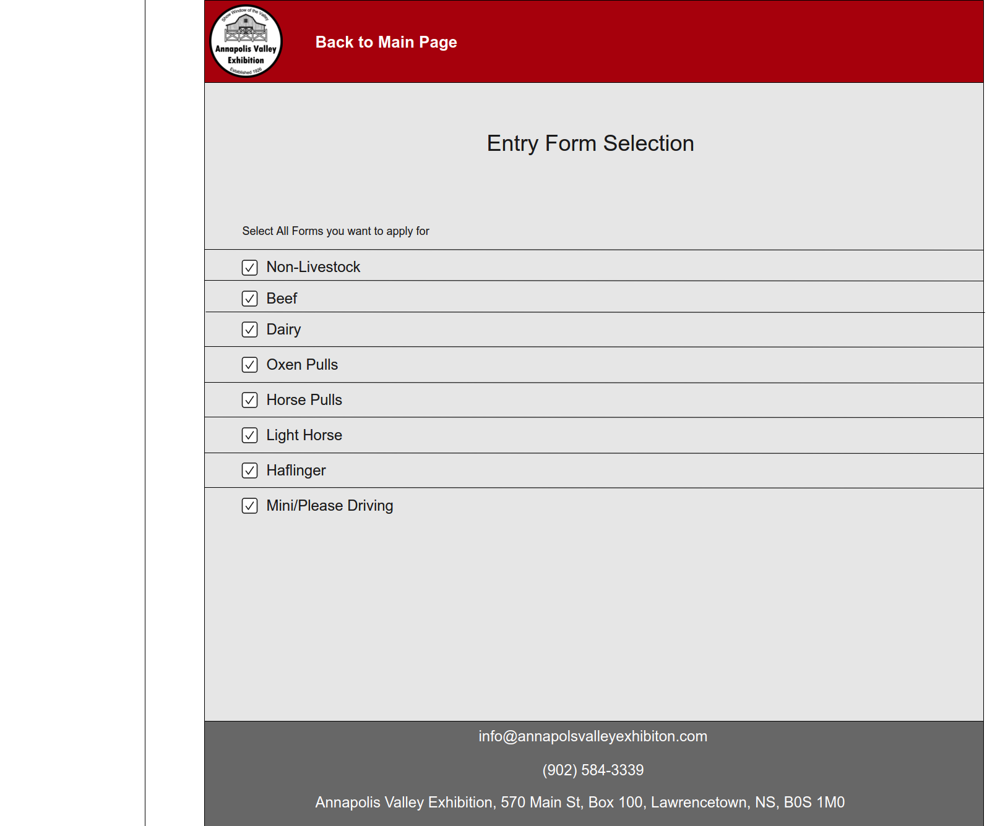 Show Window of the Valley
Annapolis Valley
Exhibition
Established 1926
Back to Main Page
Entry Form Selection
Select All Forms you want to apply for
Non-Livestock
Beef
Dairy
Oxen Pulls
Horse Pulls
Light Horse
Haflinger
Mini/Please Driving
info@annapolsvalleyexhibiton.com
(902) 584-3339
Annapolis Valley Exhibition, 570 Main St, Box 100, Lawrencetown, NS, B0S 1M0